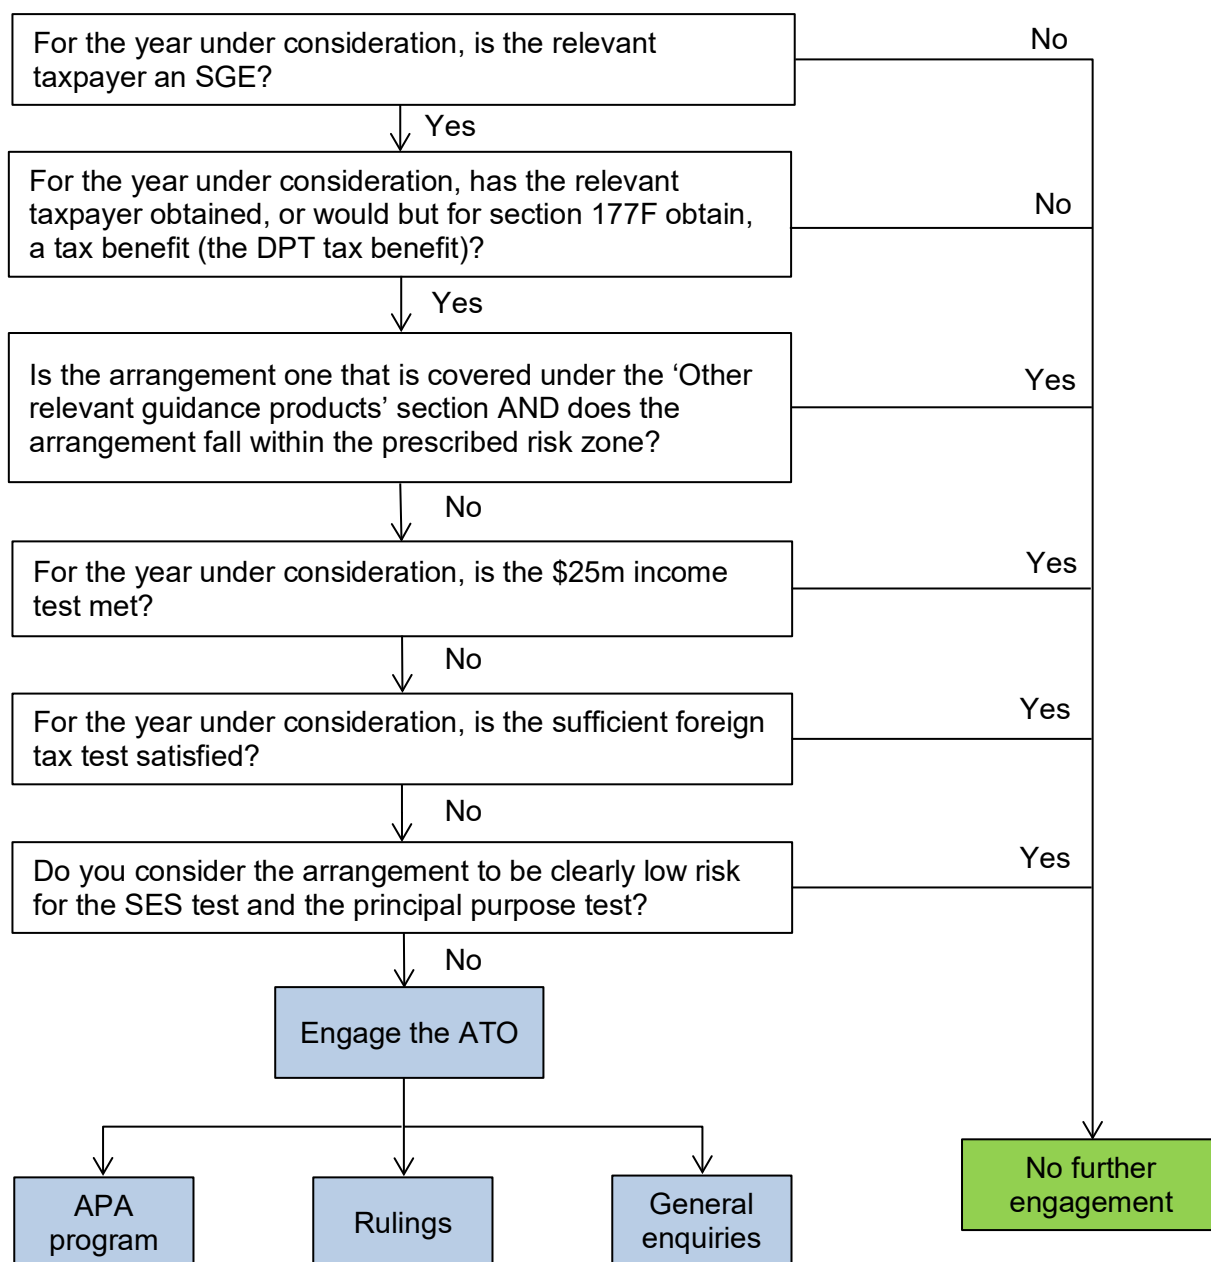 For the year under consideration, is the relevant
taxpayer an SGE?
No
Yes
For the year under consideration, has the relevant
taxpayer obtained, or would but for section 177F obtain,
a tax benefit (the DPT tax benefit)?
No
Yes
Is the arrangement one that is covered under the ‘Other
relevant guidance products’ section AND does the
arrangement fall within the prescribed risk zone?
Yes
No
For the year under consideration, is the $25m income
test met?
Yes
No
For the year under consideration, is the sufficient foreign
tax test satisfied?
Yes
No
Do you consider the arrangement to be clearly low risk
for the SES test and the principal purpose test?
Yes
No
Engage the ATO
APA
program
Rulings
General
enquiries
No further
engagement